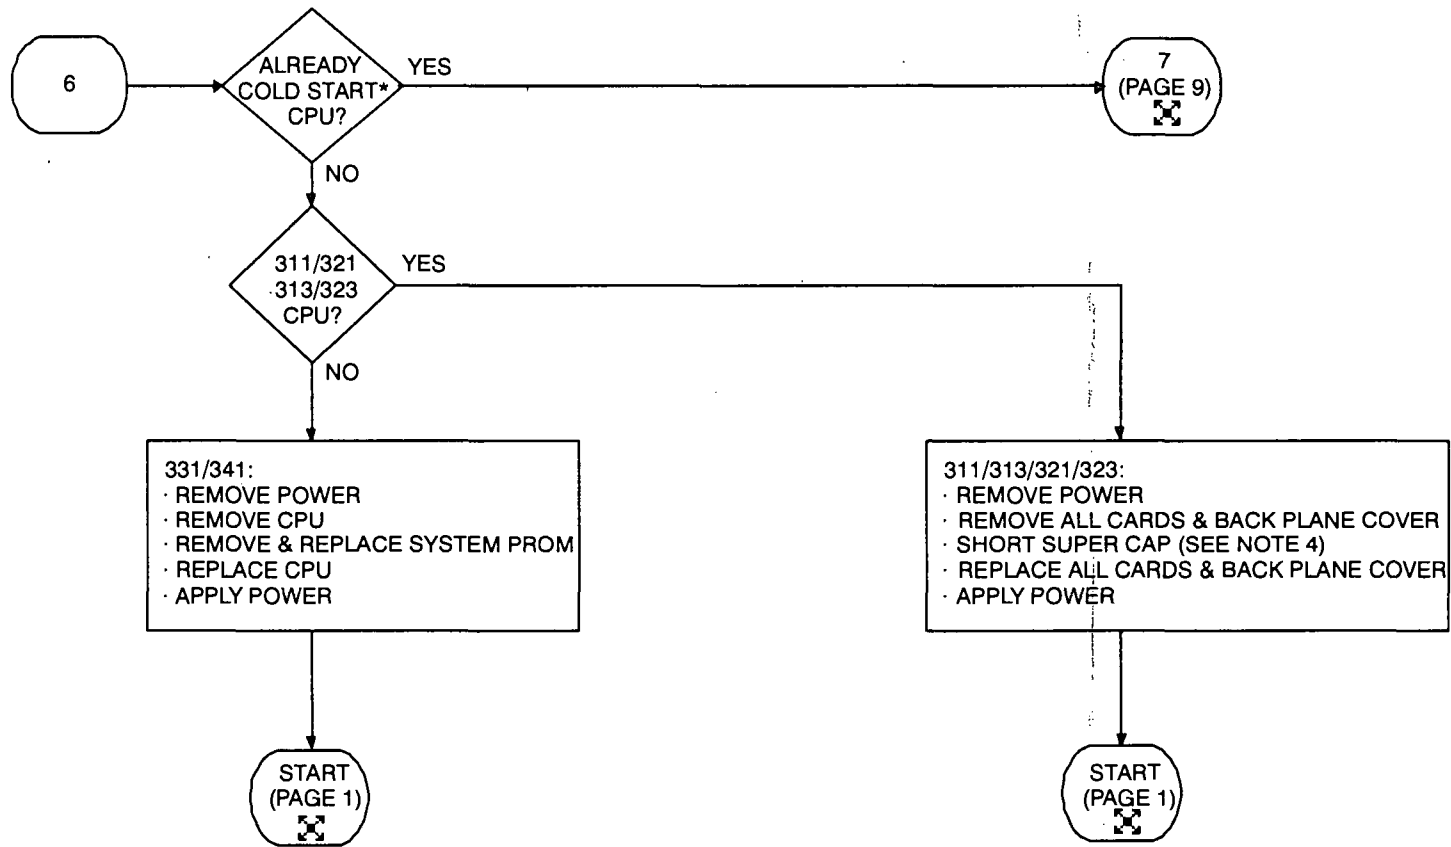 6
ALREADY
COLD START*
CPU?
YES
7
(PAGE 9)
NO
311/321
313/323
CPU?
YES
NO
331/341:
· REMOVE POWER
· REMOVE CPU
· REMOVE & REPLACE SYSTEM PROM
· REPLACE CPU
· APPLY POWER
311/313/321/323:
· REMOVE POWER
· REMOVE ALL CARDS & BACK PLANE COVER
· SHORT SUPER CAP (SEE NOTE 4)
· REPLACE ALL CARDS & BACK PLANE COVER
· APPLY POWER
START
(PAGE 1)
START
(PAGE 1)